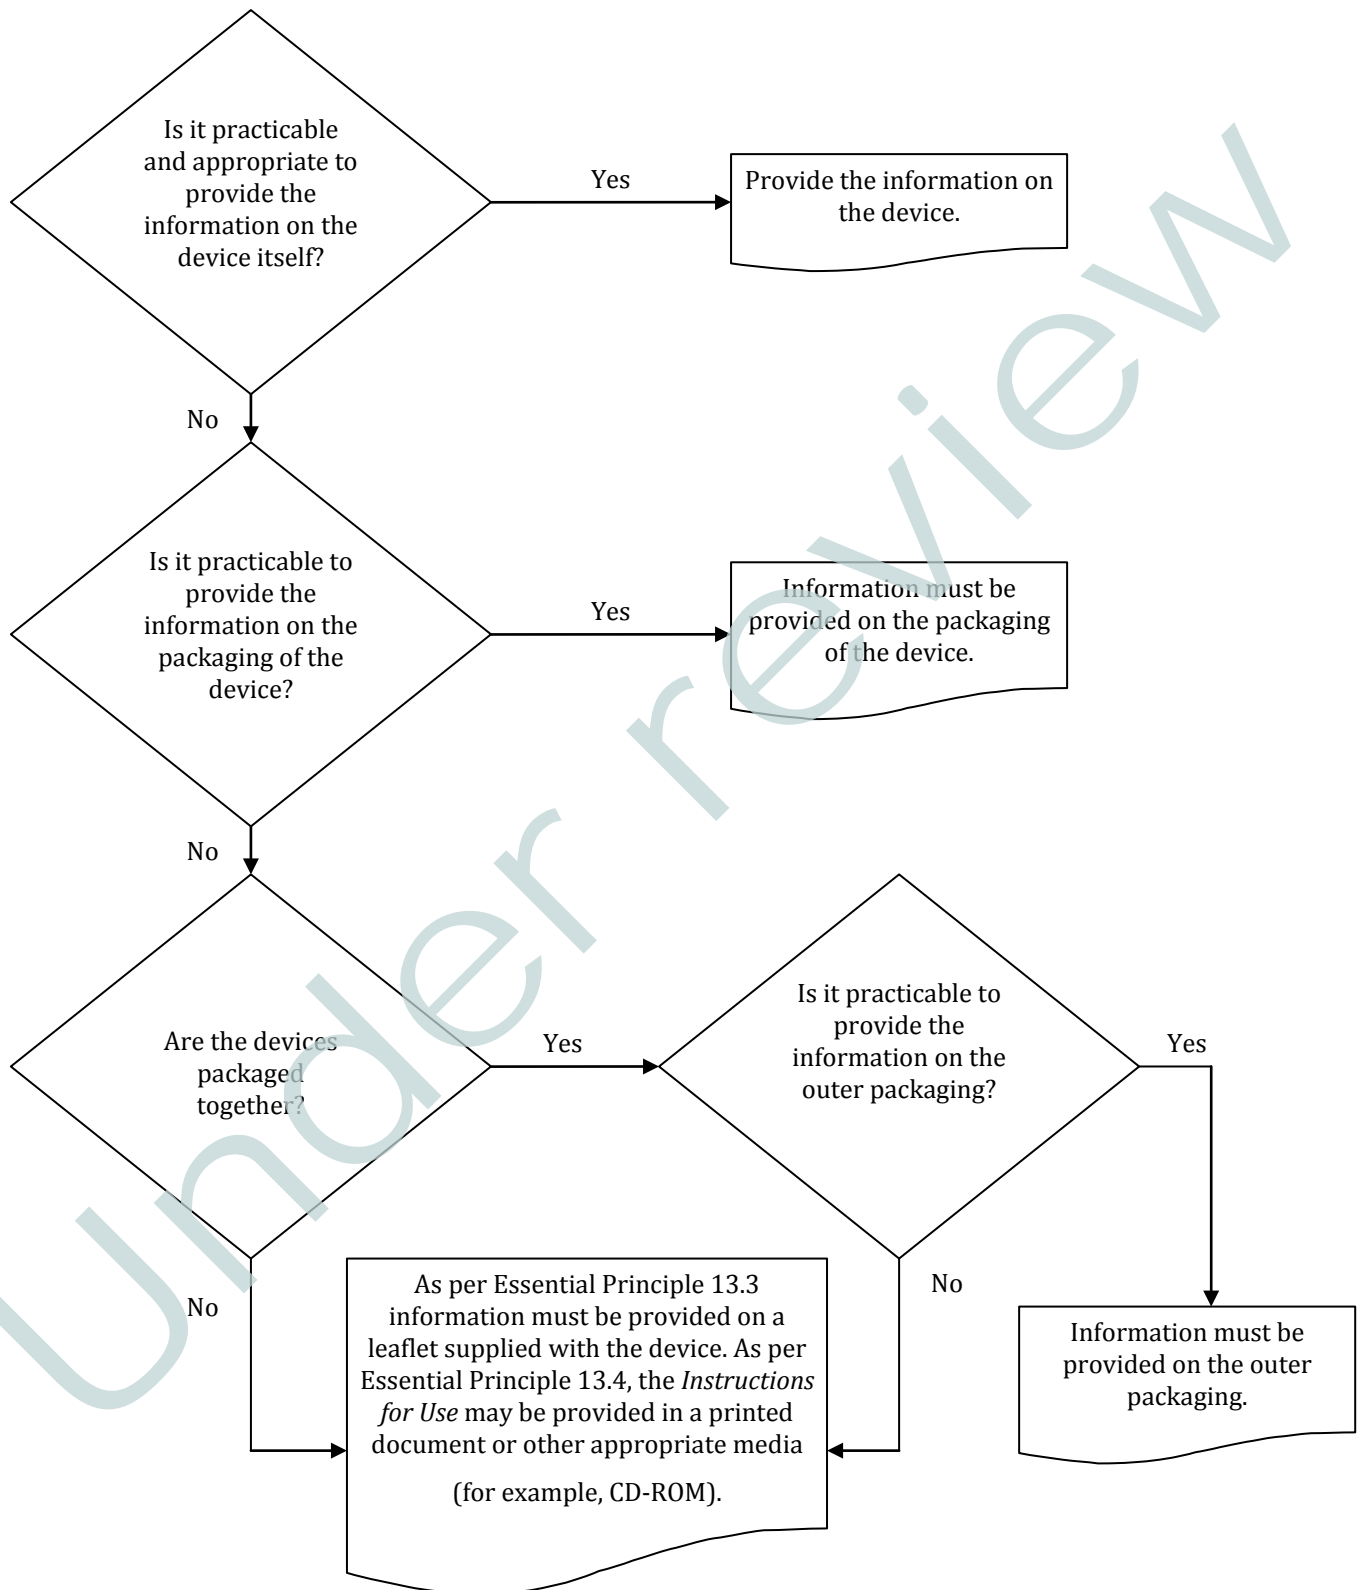 Is it practicable
and appropriate to
provide the
information on the
device itself?
Yes
Provide the information on
the device.
No
Is it practicable to
provide the
information on the
packaging of the
device?
Yes
Information must be
provided on the packaging
of the device.
No
Are the devices
packaged
together?
Yes
Is it practicable to
provide the
information on the
outer packaging?
Yes
No
As per Essential Principle 13.3
information must be provided on a
leaflet supplied with the device. As per
Essential Principle 13.4, the Instructions
for Use may be provided in a printed
document or other appropriate media
(for example, CD-ROM).
No
Information must be
provided on the outer
packaging.
Under review